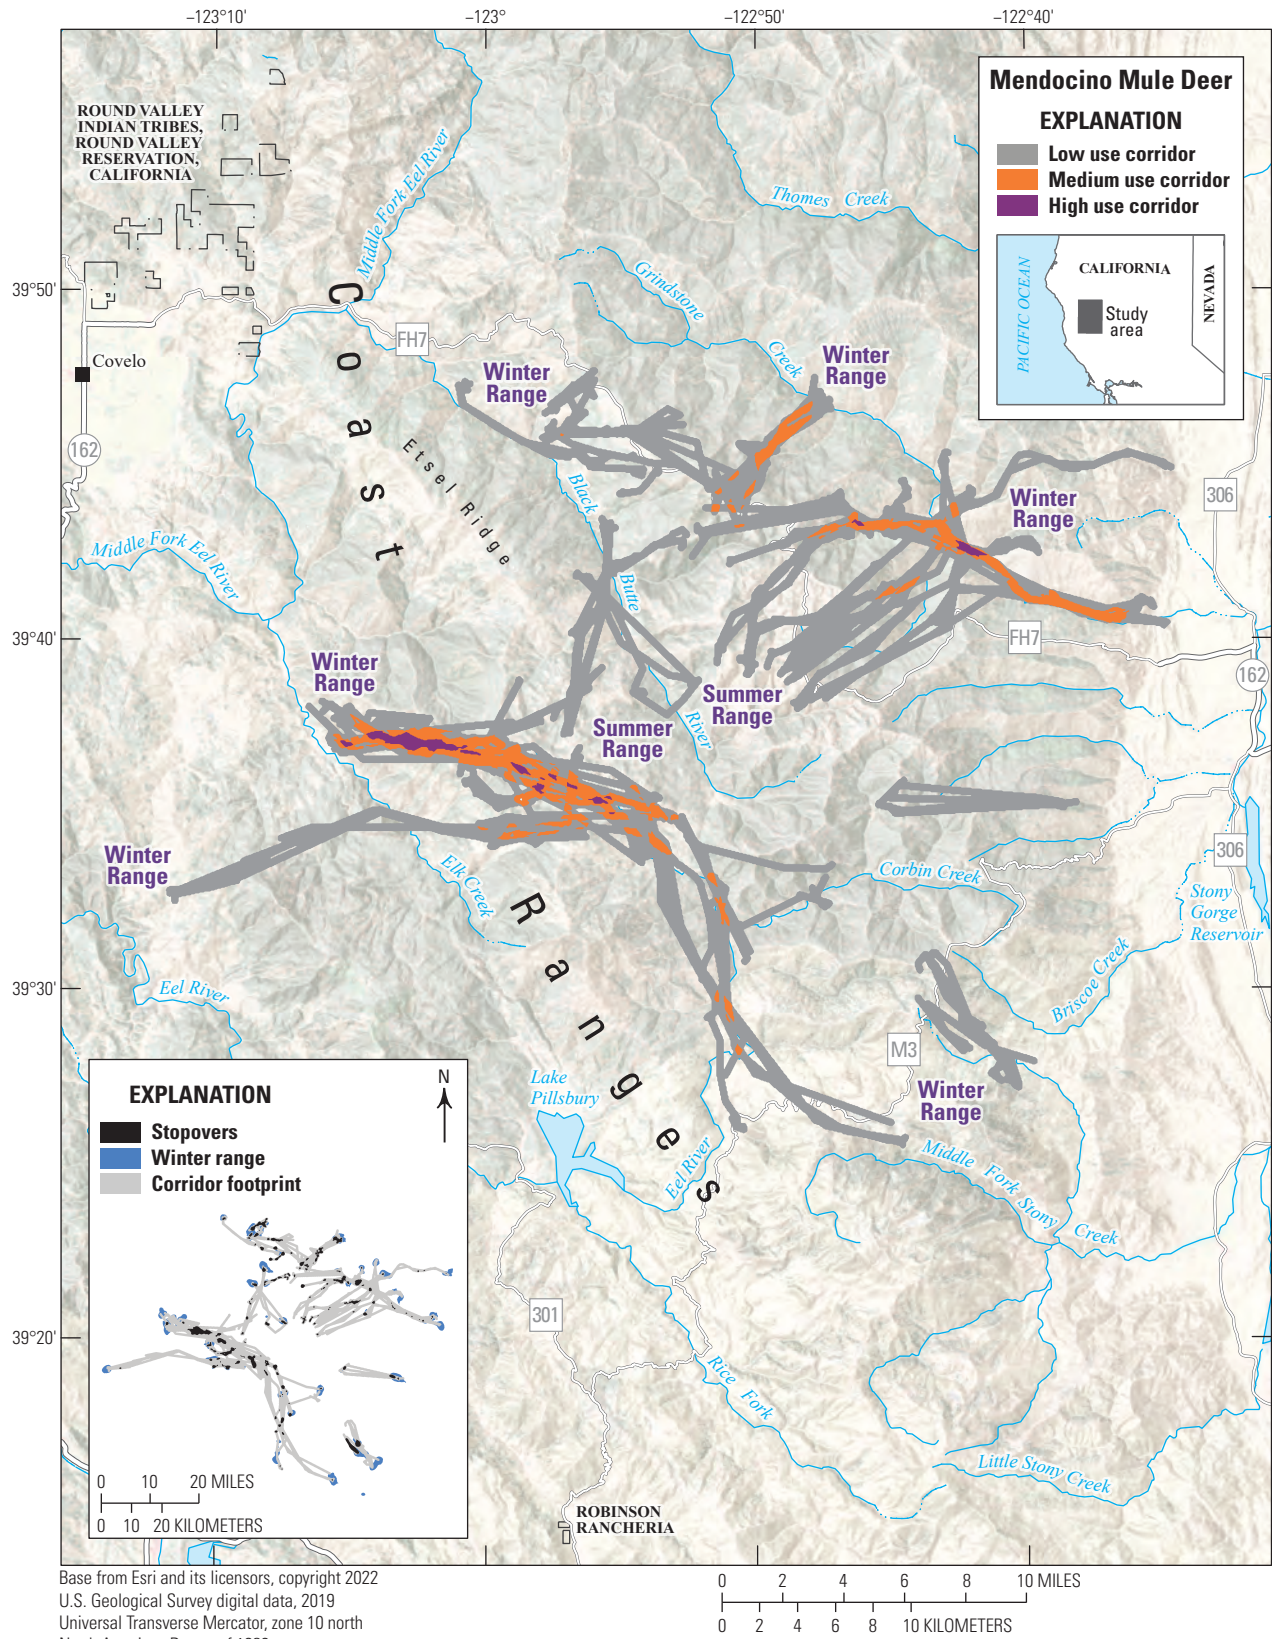 –123°10'
–123°
–122°50'
–122°40'
Mendocino Mule Deer
EXPLANATION
Low use corridor
Medium use corridor
High use corridor
PACIFIC OCEAN
CALIFORNIA
NEVADA
Study
area
ROUND VALLEY
INDIAN TRIBES,
ROUND VALLEY
RESERVATION,
CALIFORNIA
Middle Fork Eel River
Thomes Creek
Grindstone
Creek
39°50'
FH7
Covelo
162
Winter
Range
Winter
Range
Coast
Etsel Ridge
Black
Butte
River
306
Winter
Range
Middle Fork Eel River
39°40'
FH7
162
Winter
Range
Summer
Range
Summer
Range
Winter
Range
Elk Creek
Corbin Creek
306
Stony
Gorge
Reservoir
Ranges
Briscoe Creek
39°30'
Eel River
M3
Winter
Range
Lake
Pillsbury
Eel River
Middle Fork Stony Creek
EXPLANATION
N
Stopovers
Winter range
Corridor footprint
0 10 20 MILES
0 10 20 KILOMETERS
301
39°20'
Rice Fork
Little Stony Creek
ROBINSON
RANCHERIA
Base from Esri and its licensors, copyright 2022
U.S. Geological Survey digital data, 2019
Universal Transverse Mercator, zone 10 north
0 2 4 6 8 10 MILES
0 2 4 6 8 10 KILOMETERS